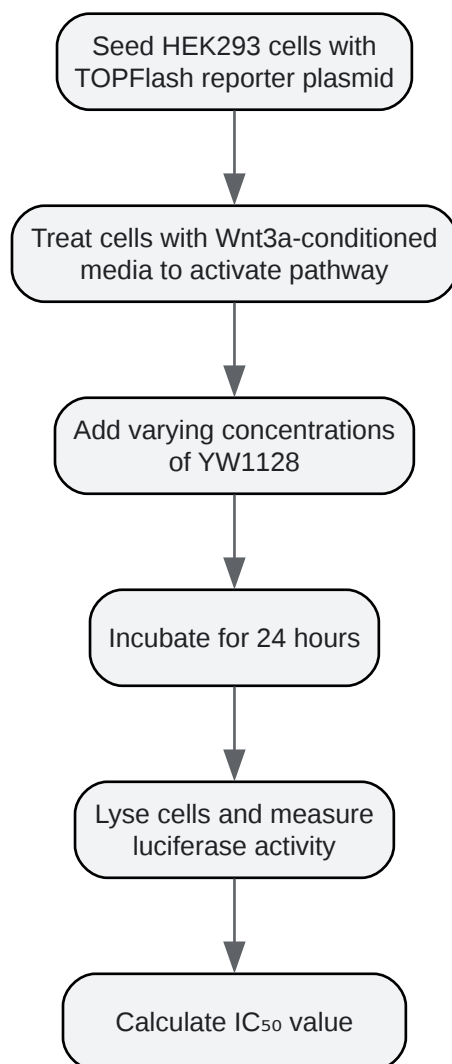 Seed HEK293 cells with
TOPFlash reporter plasmid
Treat cells with Wnt3a-conditioned
media to activate pathway
Add varying concentrations
of YW1128
Incubate for 24 hours
Lyse cells and measure
luciferase activity
Calculate IC₅₀ value